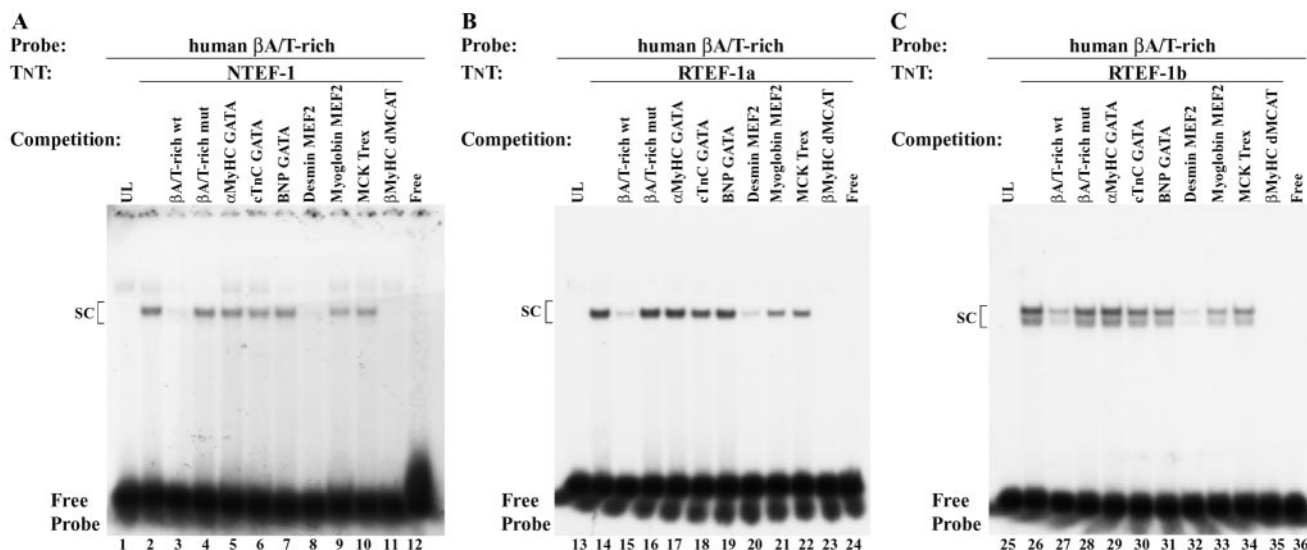 A
Probe: human βA/T-rich
TNT: NTEF-1
Competition:
UL
βA/T-rich wt
βA/T-rich mut
αMyHC GATA
cTnC GATA
BNP GATA
Desmin MEF2
Myoglobin MEF2
MCK Trex
βMyHC dMCAT
Free
SC
Free
Probe
1 2 3 4 5 6 7 8 9 10 11 12
B
Probe: human βA/T-rich
TNT: RTEF-1a
Competition:
UL
βA/T-rich wt
βA/T-rich mut
αMyHC GATA
cTnC GATA
BNP GATA
Desmin MEF2
Myoglobin MEF2
MCK Trex
βMyHC dMCAT
Free
SC
Free
Probe
13 14 15 16 17 18 19 20 21 22 23 24
C
Probe: human βA/T-rich
TNT: RTEF-1b
Competition:
UL
βA/T-rich wt
βA/T-rich mut
αMyHC GATA
cTnC GATA
BNP GATA
Desmin MEF2
Myoglobin MEF2
MCK Trex
βMyHC dMCAT
Free
SC
Free
Probe
25 26 27 28 29 30 31 32 33 34 35 36